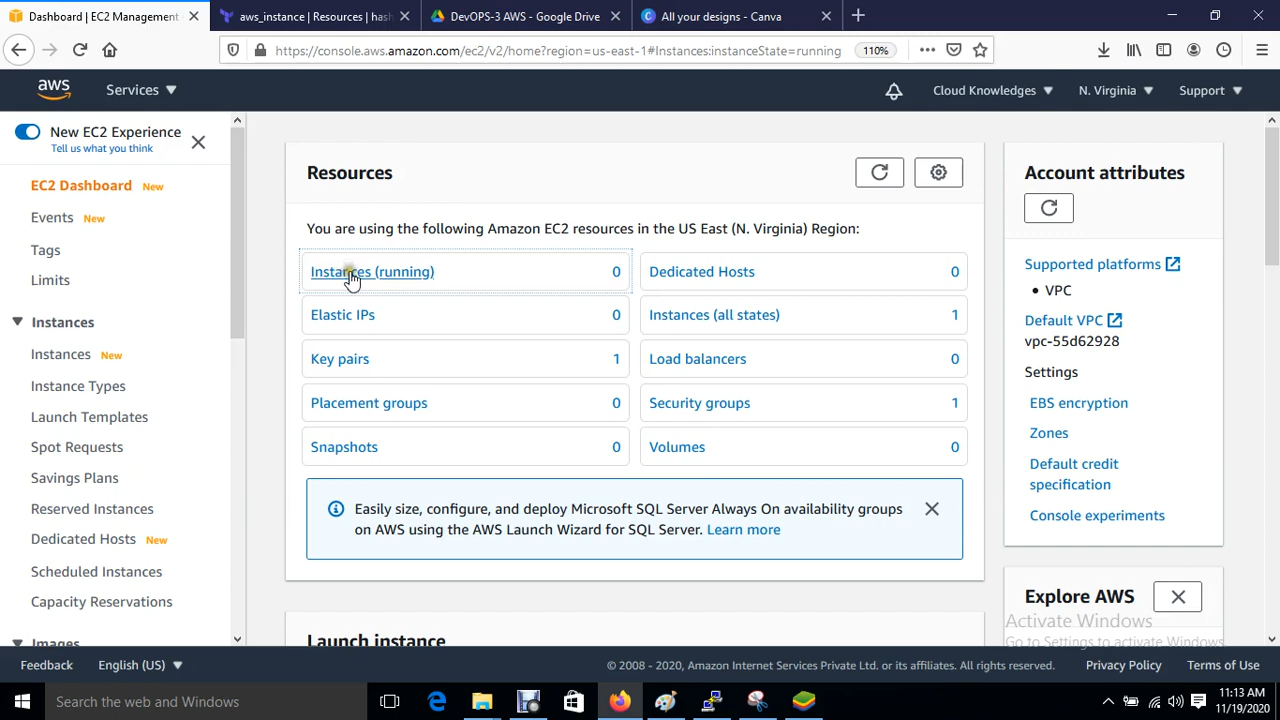 Dashboard | EC2 Management
aws_instance | Resources | hash
DevOPS-3 AWS - Google Drive
All your designs - Canva
https://console.aws.amazon.com/ec2/v2/home?region=us-east-1#Instances:instanceState=running
110%
aws
Services
Cloud Knowledges
N. Virginia
Support
New EC2 Experience
Tell us what you think
EC2 Dashboard New
Events New
Tags
Limits
Instances
Instances New
Instance Types
Launch Templates
Spot Requests
Savings Plans
Reserved Instances
Dedicated Hosts New
Scheduled Instances
Capacity Reservations
Images
Resources
You are using the following Amazon EC2 resources in the US East (N. Virginia) Region:
Instances (running) 0
Dedicated Hosts 0
Elastic IPs 0
Instances (all states) 1
Key pairs 1
Load balancers 0
Placement groups 0
Security groups 1
Snapshots 0
Volumes 0
Easily size, configure, and deploy Microsoft SQL Server Always On availability groups
on AWS using the AWS Launch Wizard for SQL Server. Learn more
Launch instance
Account attributes
Supported platforms
• VPC
Default VPC
vpc-55d62928
Settings
EBS encryption
Zones
Default credit
specification
Console experiments
Explore AWS
Activate Windows
Go to Settings to activate Windows
Feedback
English (US)
© 2008 - 2020, Amazon Internet Services Private Ltd. or its affiliates. All rights reserved.
Privacy Policy
Terms of Use
Search the web and Windows
11:13 AM
11/19/2020